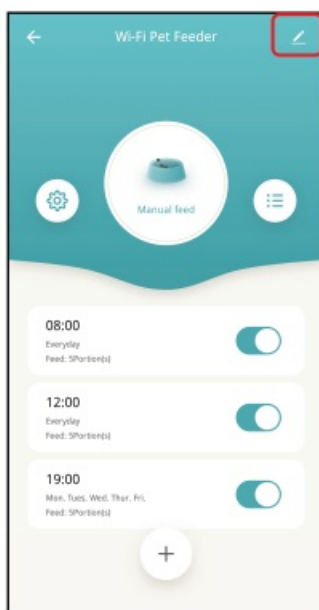 Wi-Fi Pet Feeder
Manual feed
08:00
Everyday
Feed: 5Portion(s)
12:00
Everyday
Feed: 5Portion(s)
19:00
Mon. Tues. Wed. Thur. Fri.
Feed: 5Portion(s)